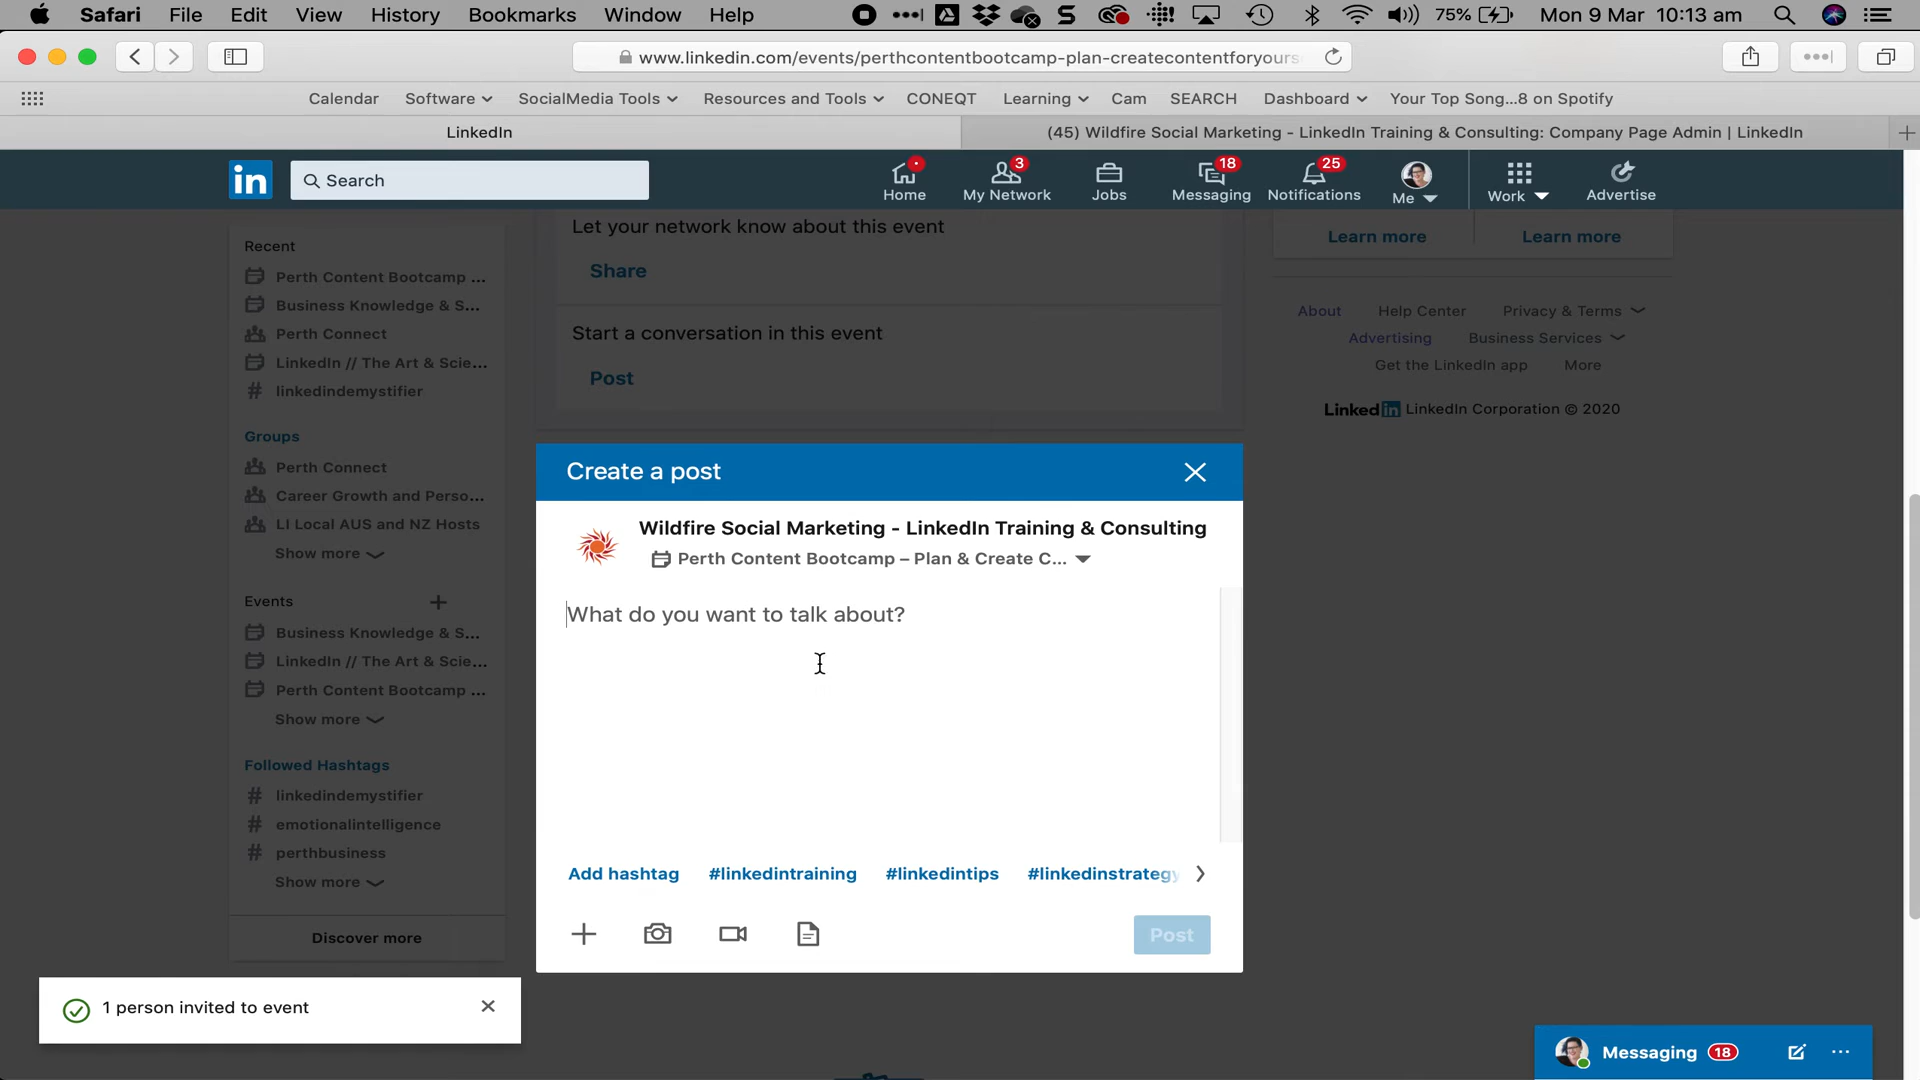 Safari File Edit View History Bookmarks Window Help 75% Mon 9 Mar 10:13 am
www.linkedin.com/events/perthcontentbootcamp-plan-createcontentforyours
Calendar Software SocialMedia Tools Resources and Tools CONEQT Learning Cam SEARCH Dashboard Your Top Song...8 on Spotify
LinkedIn
(45) Wildfire Social Marketing - LinkedIn Training & Consulting: Company Page Admin | LinkedIn
in
Search
Home
3
My Network
Jobs
18
Messaging
25
Notifications
Me
Work
Advertise
Recent
Perth Content Bootcamp ...
Business Knowledge & S...
Perth Connect
LinkedIn // The Art & Scie...
# linkedindemystifier
Groups
Perth Connect
Career Growth and Perso...
LI Local AUS and NZ Hosts
Show more
Events
Business Knowledge & S...
LinkedIn // The Art & Scie...
Perth Content Bootcamp ...
Show more
Followed Hashtags
# linkedindemystifier
# emotionalintelligence
# perthbusiness
Show more
Discover more
Let your network know about this event
Share
Start a conversation in this event
Post
Create a post
Wildfire Social Marketing - LinkedIn Training & Consulting
Perth Content Bootcamp – Plan & Create C...
What do you want to talk about?
Add hashtag #linkedintraining #linkedintips #linkedinstrategy
Post
Learn more
Learn more
About Help Center Privacy & Terms
Advertising Business Services
Get the LinkedIn app More
LinkedIn LinkedIn Corporation © 2020
1 person invited to event
Messaging 18